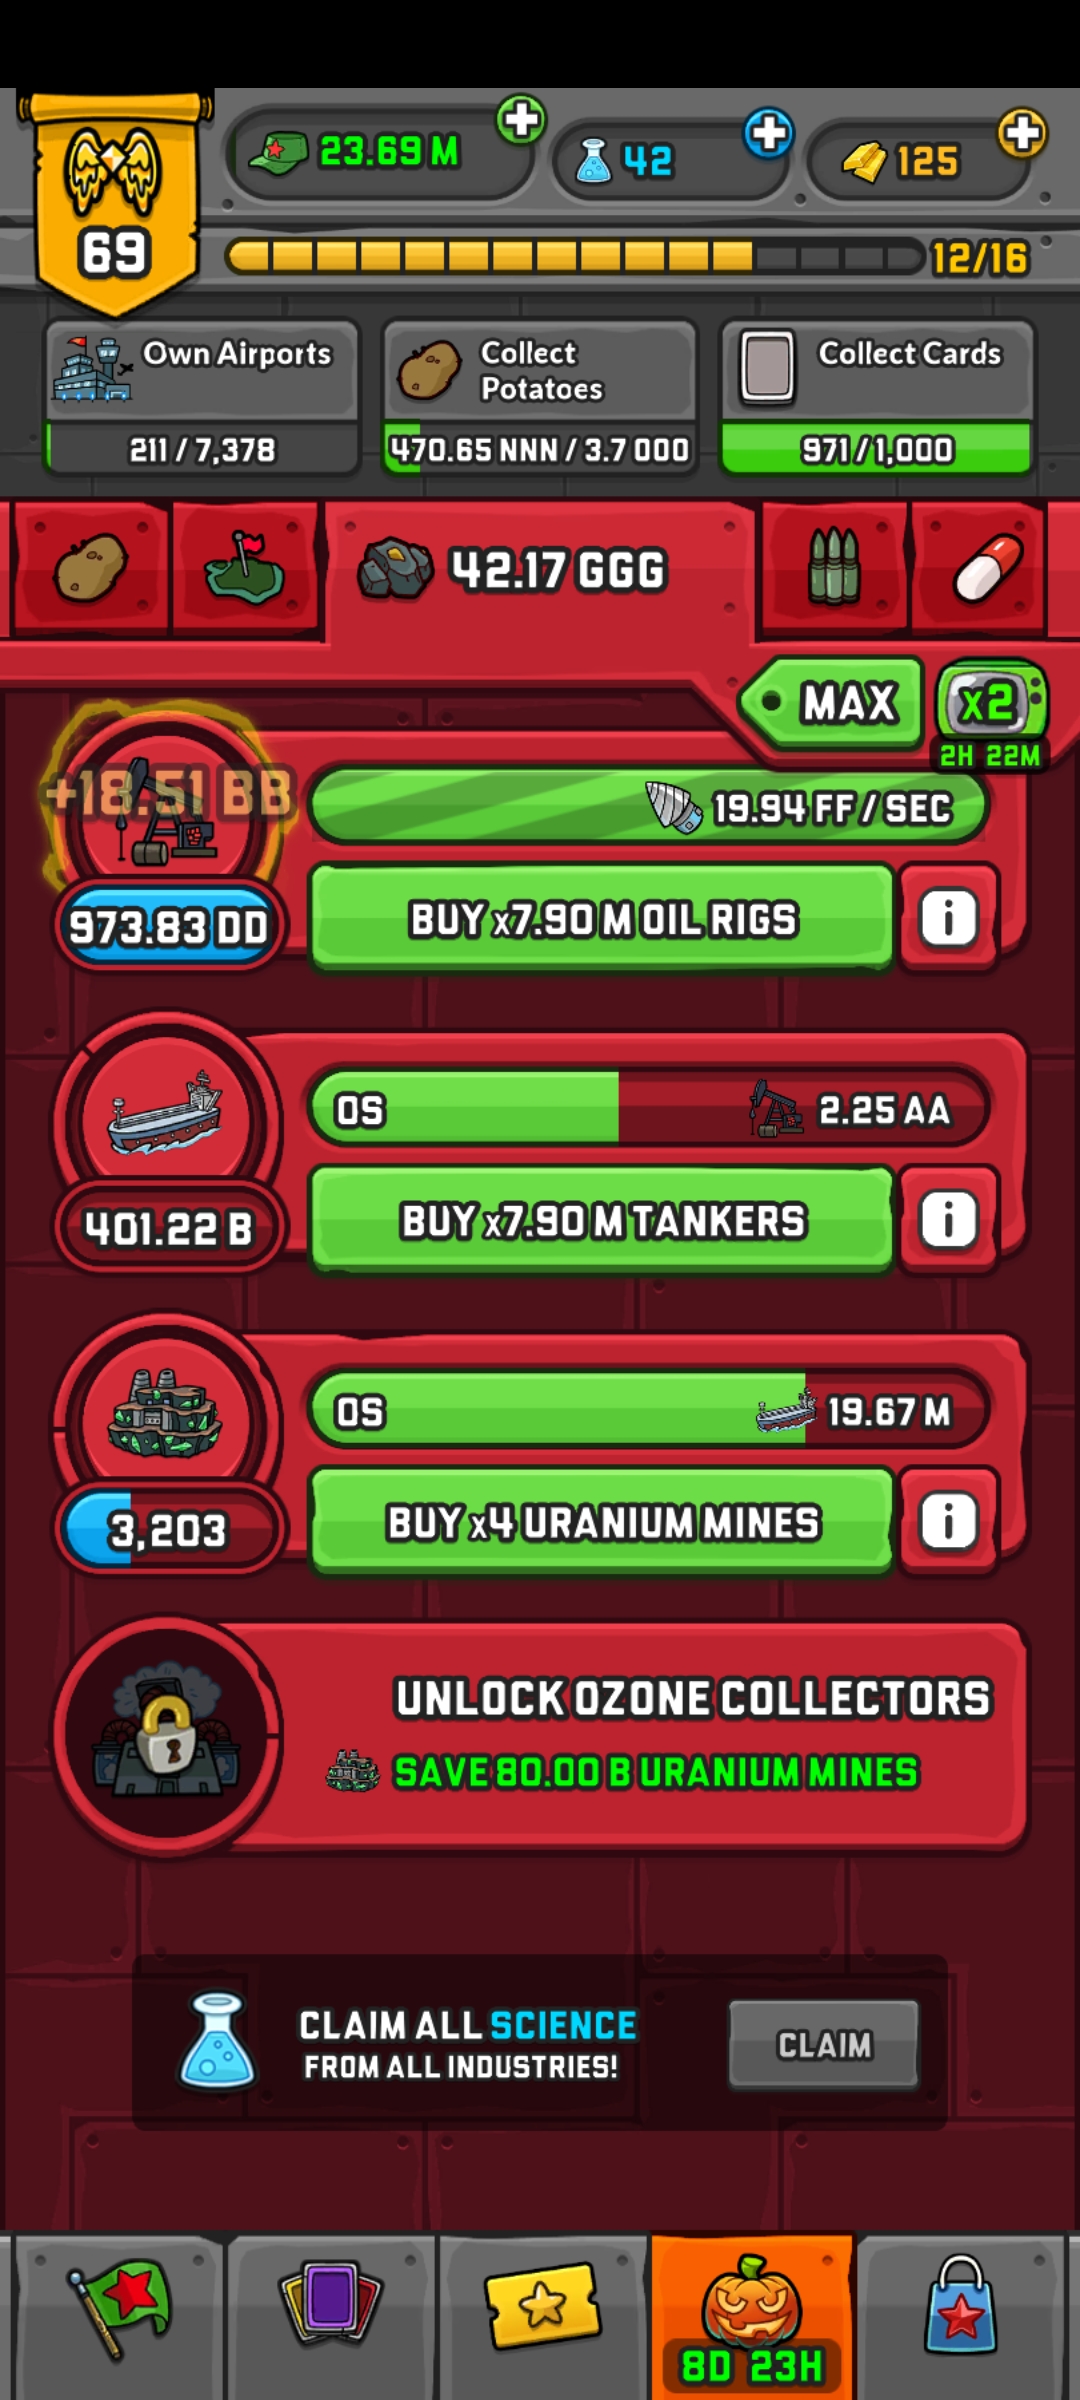 69
23.69 M
42
125
12/16
Own Airports
211 / 7,378
Collect
Potatoes
470.65 NNN / 3.7 OOO
Collect Cards
971 / 1,000
42.17 GGG
MAX
x2
2H 22M
+18.51 BB
19.94 FF / SEC
973.83 DD
BUY x7.90 M OIL RIGS
i
0S
2.25 AA
401.22 B
BUY x7.90 M TANKERS
i
0S
19.67 M
3,203
BUY x4 URANIUM MINES
i
UNLOCK OZONE COLLECTORS
SAVE 80.00 B URANIUM MINES
CLAIM ALL SCIENCE
FROM ALL INDUSTRIES!
CLAIM
8D 23H